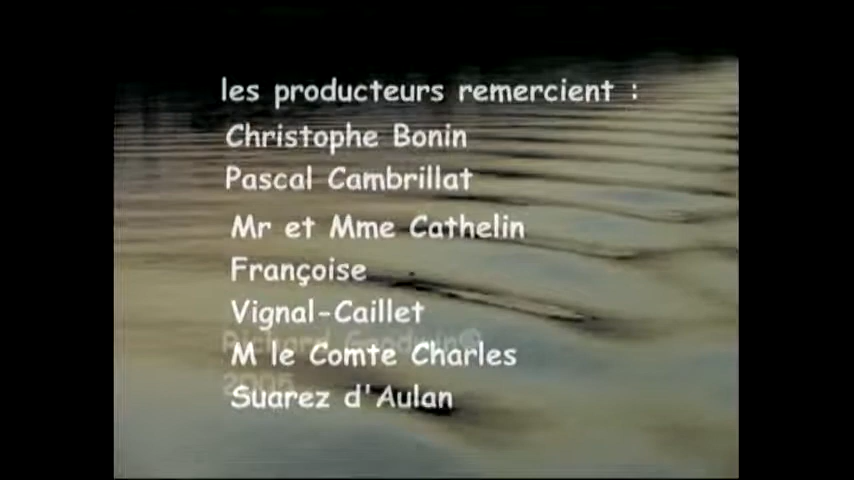 les producteurs remercient :
Christophe Bonin
Pascal Cambrillat
Mr et Mme Cathelin
Françoise
Vignal-Caillet
M le Comte Charles
Suarez d'Aulan
2005